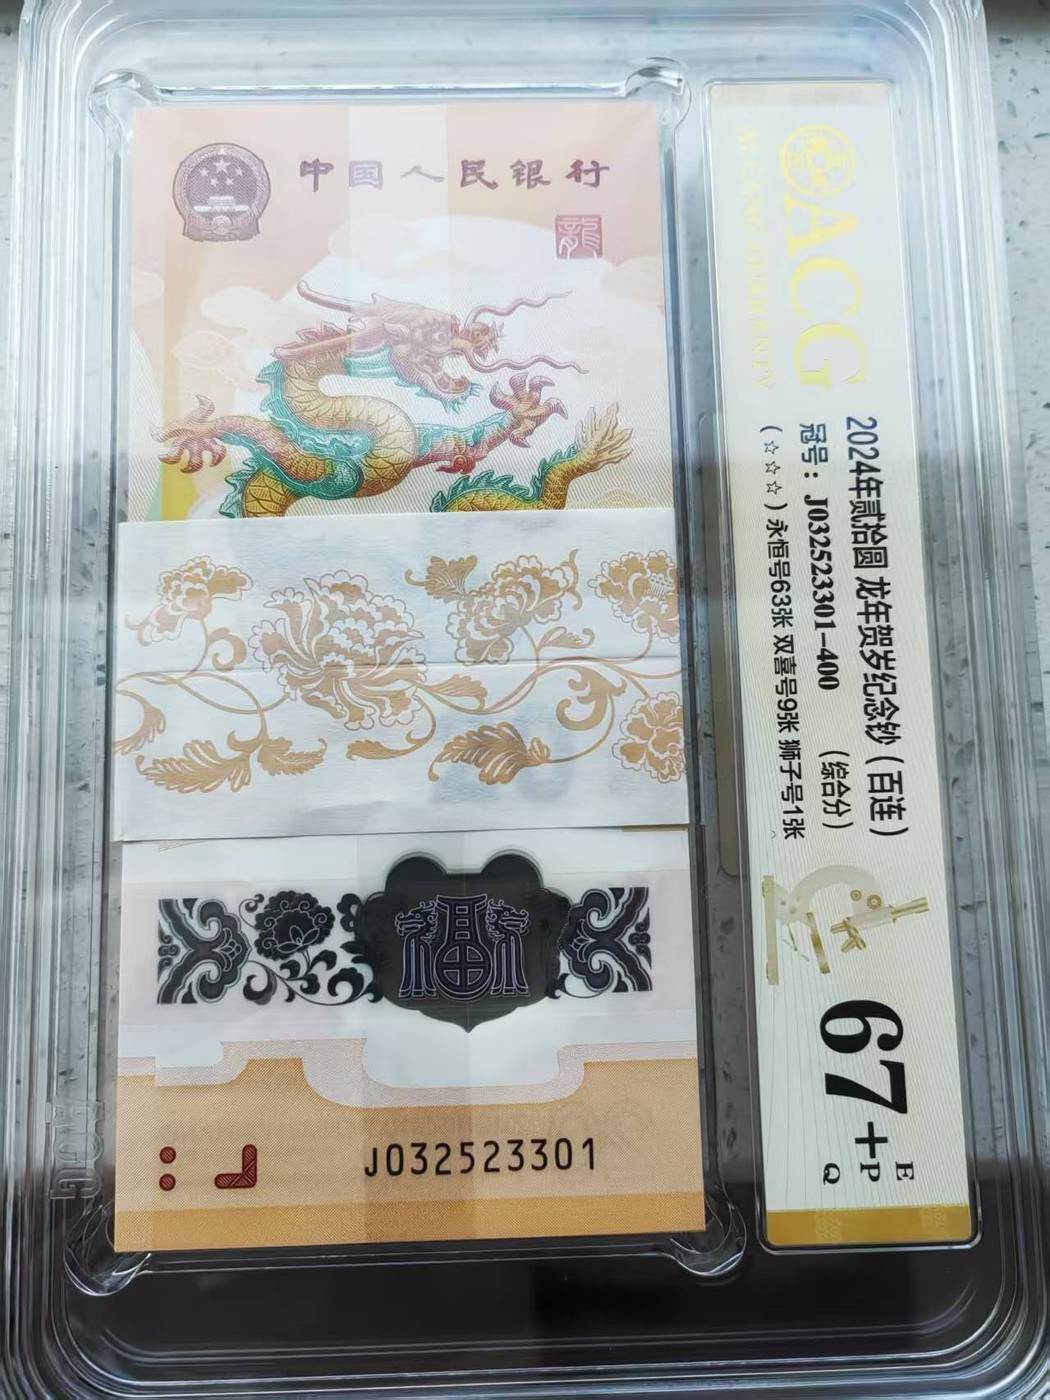 中国人民银行
龍
J032523301
ACG
2024年贰拾圆 龙年贺岁纪念钞（百连）
冠号：J032523301-400 （综合分）
（☆☆☆）永恒号63张 双喜号9张 狮子号1张
67+
E
P
Q